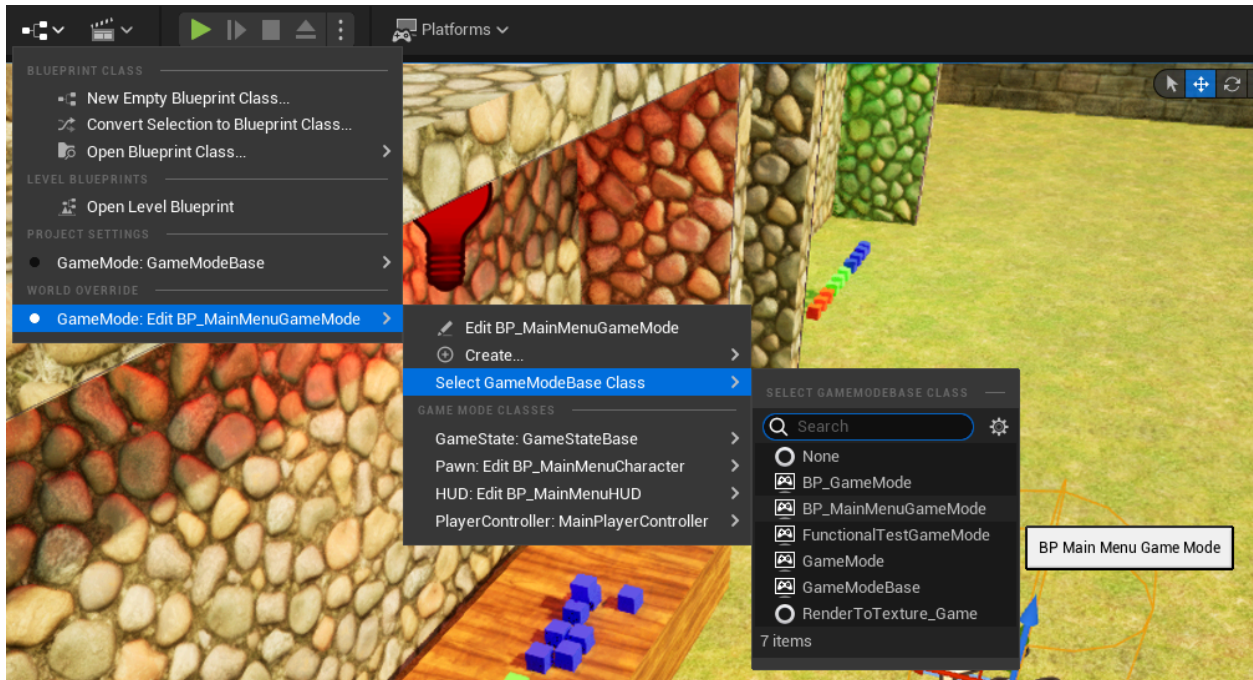 Platforms
BLUEPRINT CLASS
New Empty Blueprint Class...
Convert Selection to Blueprint Class...
Open Blueprint Class...
LEVEL BLUEPRINTS
Open Level Blueprint
PROJECT SETTINGS
GameMode: GameModeBase
WORLD OVERRIDE
GameMode: Edit BP_MainMenuGameMode
Edit BP_MainMenuGameMode
Create...
Select GameModeBase Class
GAME MODE CLASSES
GameState: GameStateBase
Pawn: Edit BP_MainMenuCharacter
HUD: Edit BP_MainMenuHUD
PlayerController: MainPlayerController
SELECT GAMEMODEBASE CLASS
Search
None
BP_GameMode
BP_MainMenuGameMode
FunctionalTestGameMode
GameMode
GameModeBase
RenderToTexture_Game
7 items
BP Main Menu Game Mode